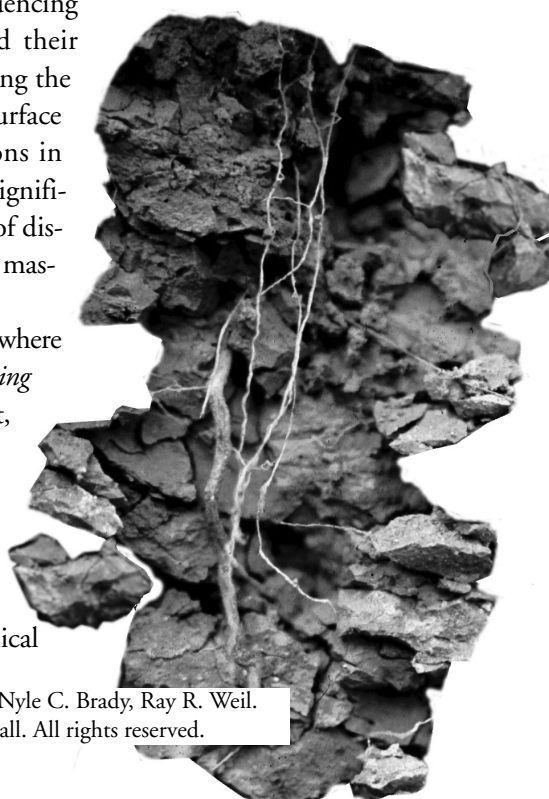 encing
d their
ng the
urface
ons in
ignifi-
of dis-
mas-
where
ing
t,
ical
Nyle C. Brady, Ray R. Weil.
all. All rights reserved.